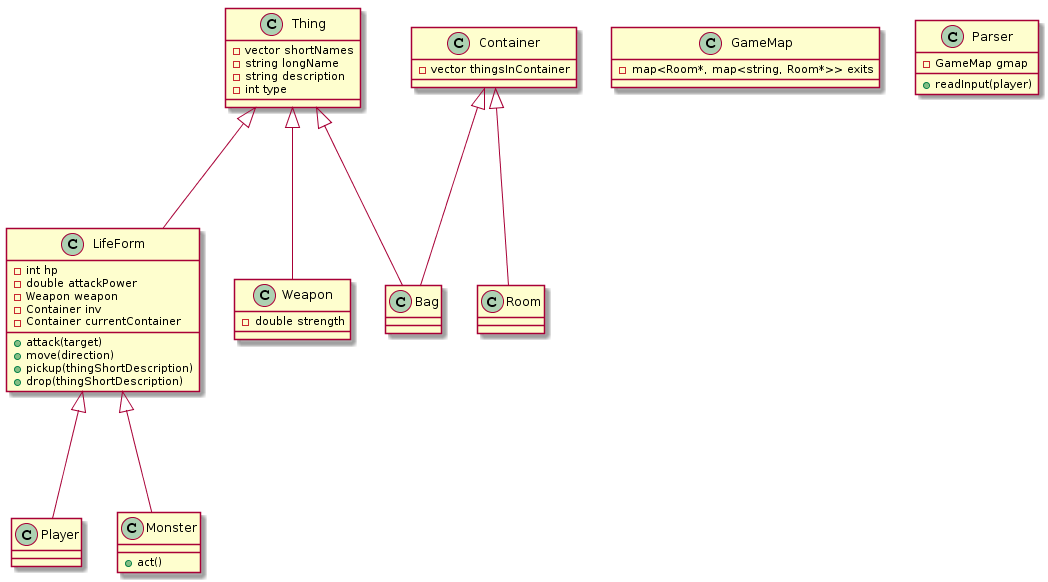 C Thing
vector shortNames
string longName
string description
int type
C Container
vector thingsInContainer
C GameMap
map<Room*, map<string, Room*>> exits
C Parser
GameMap gmap
readInput(player)
C LifeForm
int hp
double attackPower
Weapon weapon
Container inv
Container currentContainer
attack(target)
move(direction)
pickup(thingShortDescription)
drop(thingShortDescription)
C Weapon
double strength
C Bag
C Room
C Player
C Monster
act()